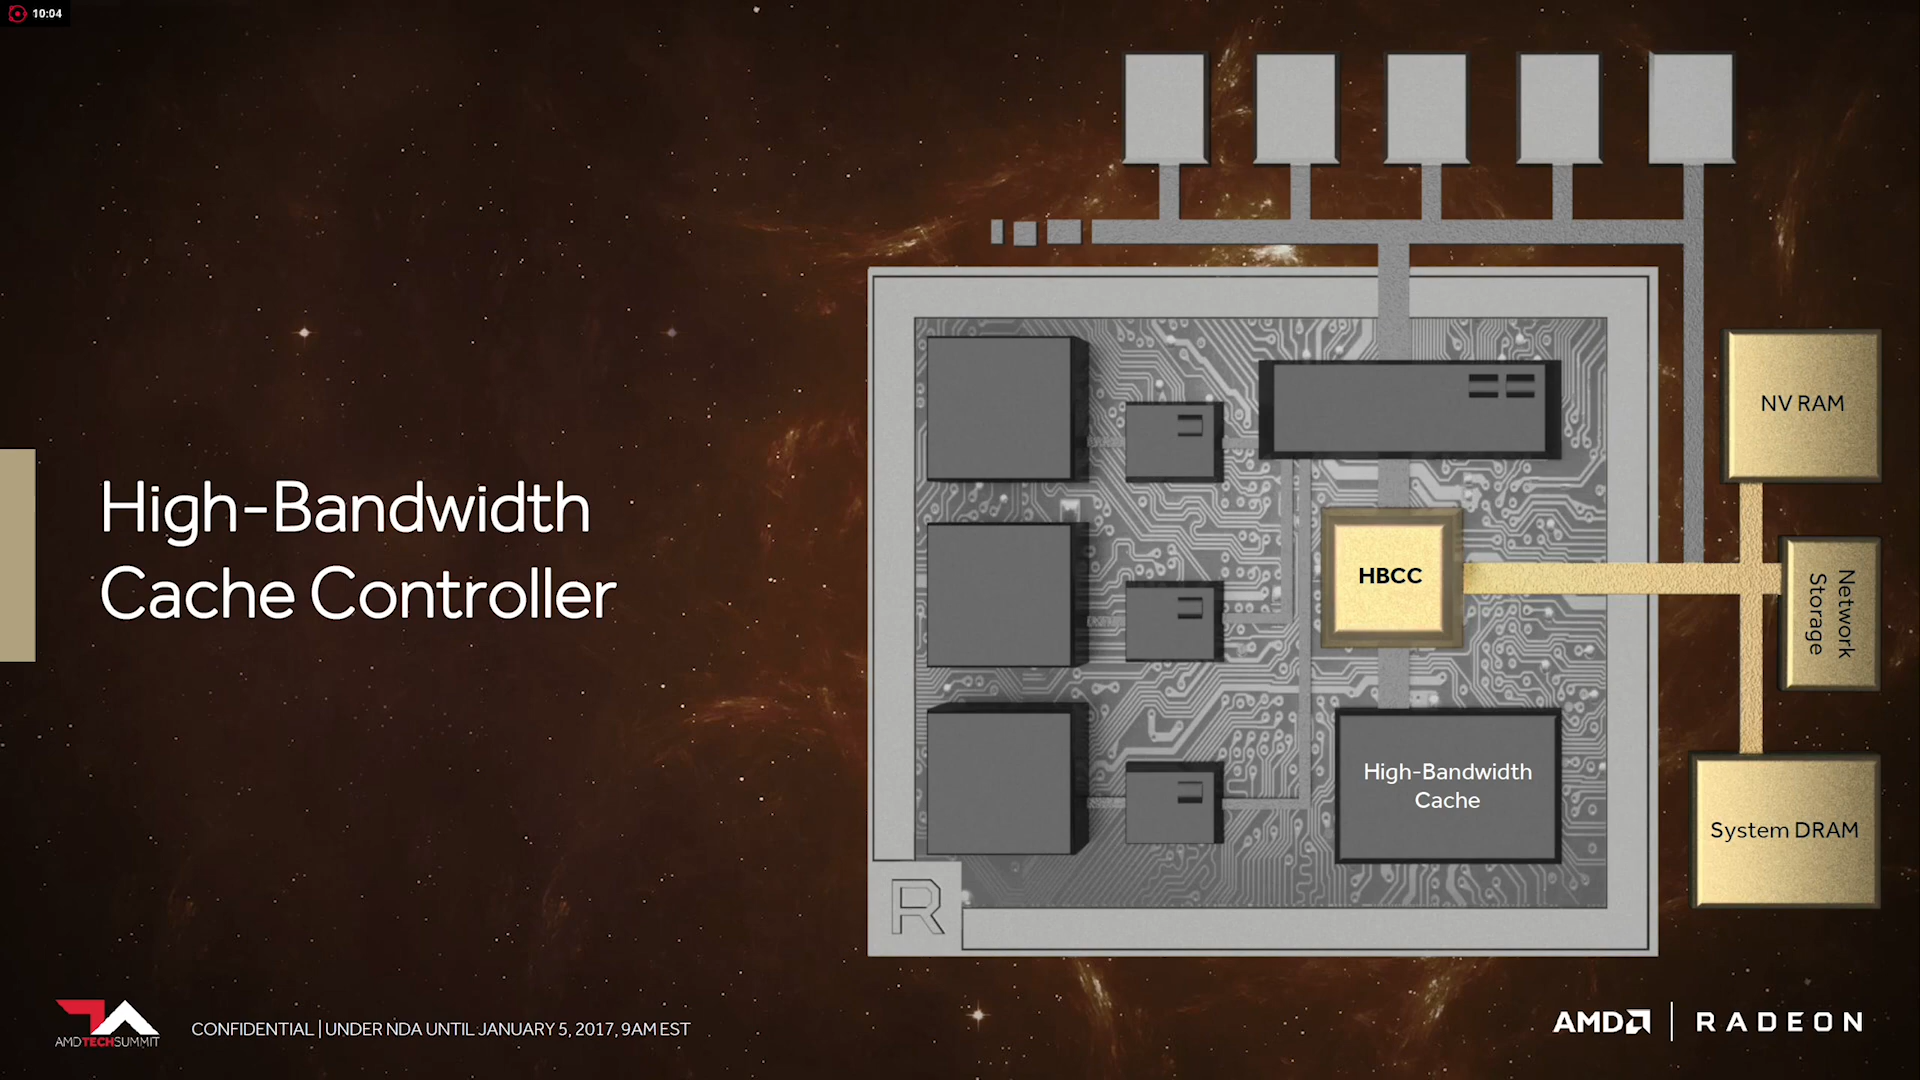 10:04
High-Bandwidth
Cache Controller
NV RAM
HBCC
Network
Storage
High-Bandwidth
Cache
System DRAM
R
AMDTECHSUMMIT
CONFIDENTIAL | UNDER NDA UNTIL JANUARY 5, 2017, 9AM EST
AMD | RADEON